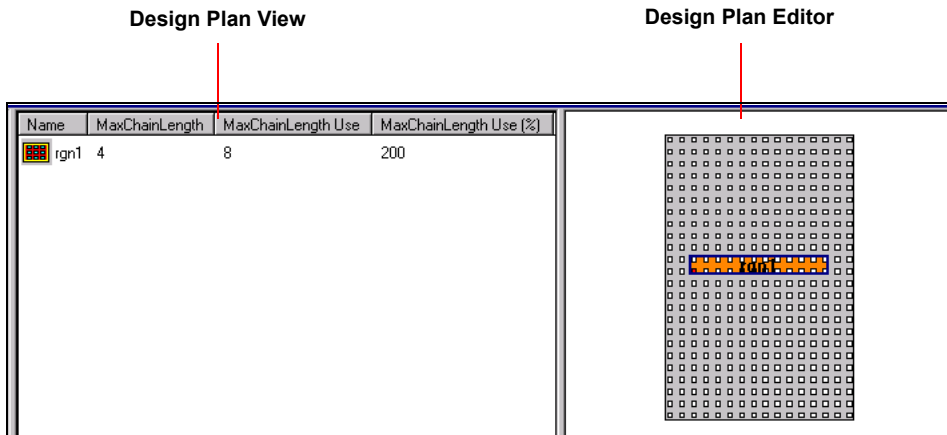 Design Plan View
Design Plan Editor
Name MaxChainLength MaxChainLength Use MaxChainLength Use (%)
rgn1 4 8 200
rgn1